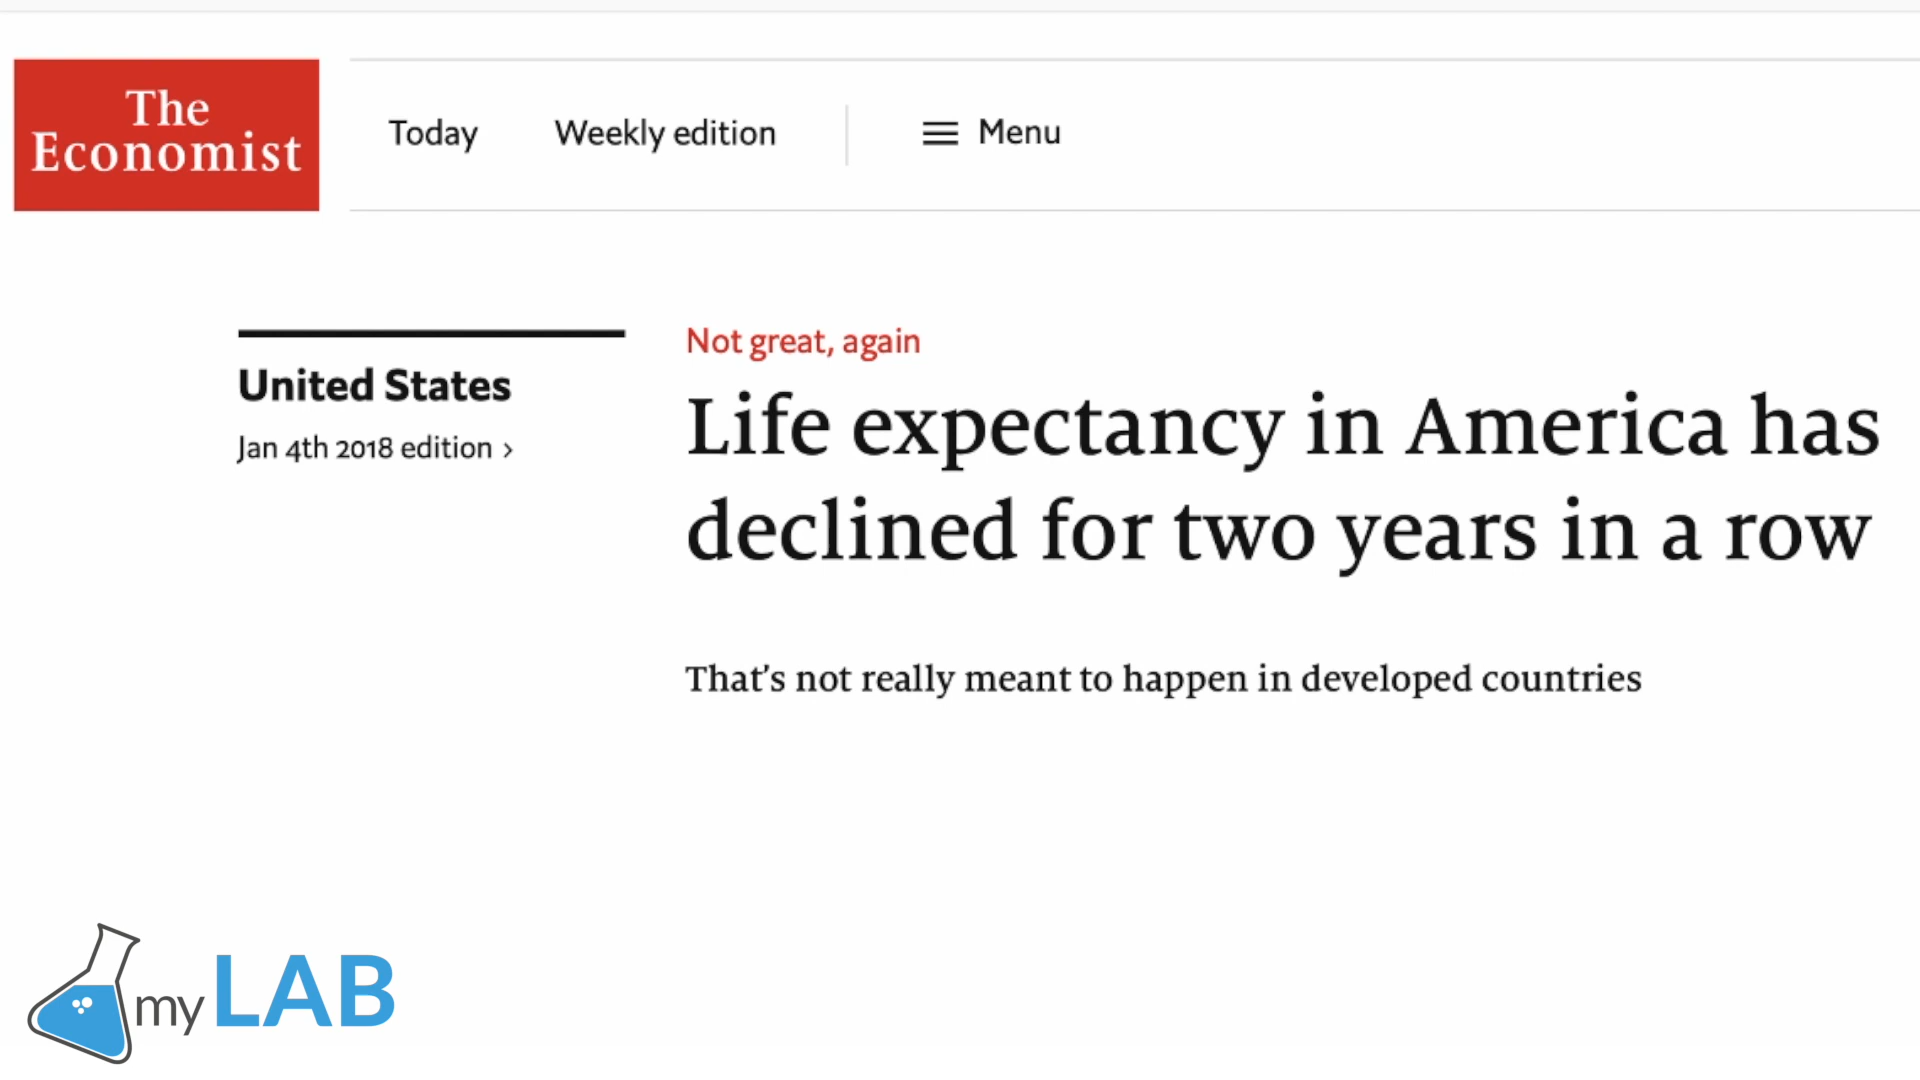 The
Economist
Today
Weekly edition
Menu
United States
Jan 4th 2018 edition ›
Not great, again
Life expectancy in America has
declined for two years in a row
That's not really meant to happen in developed countries
my LAB